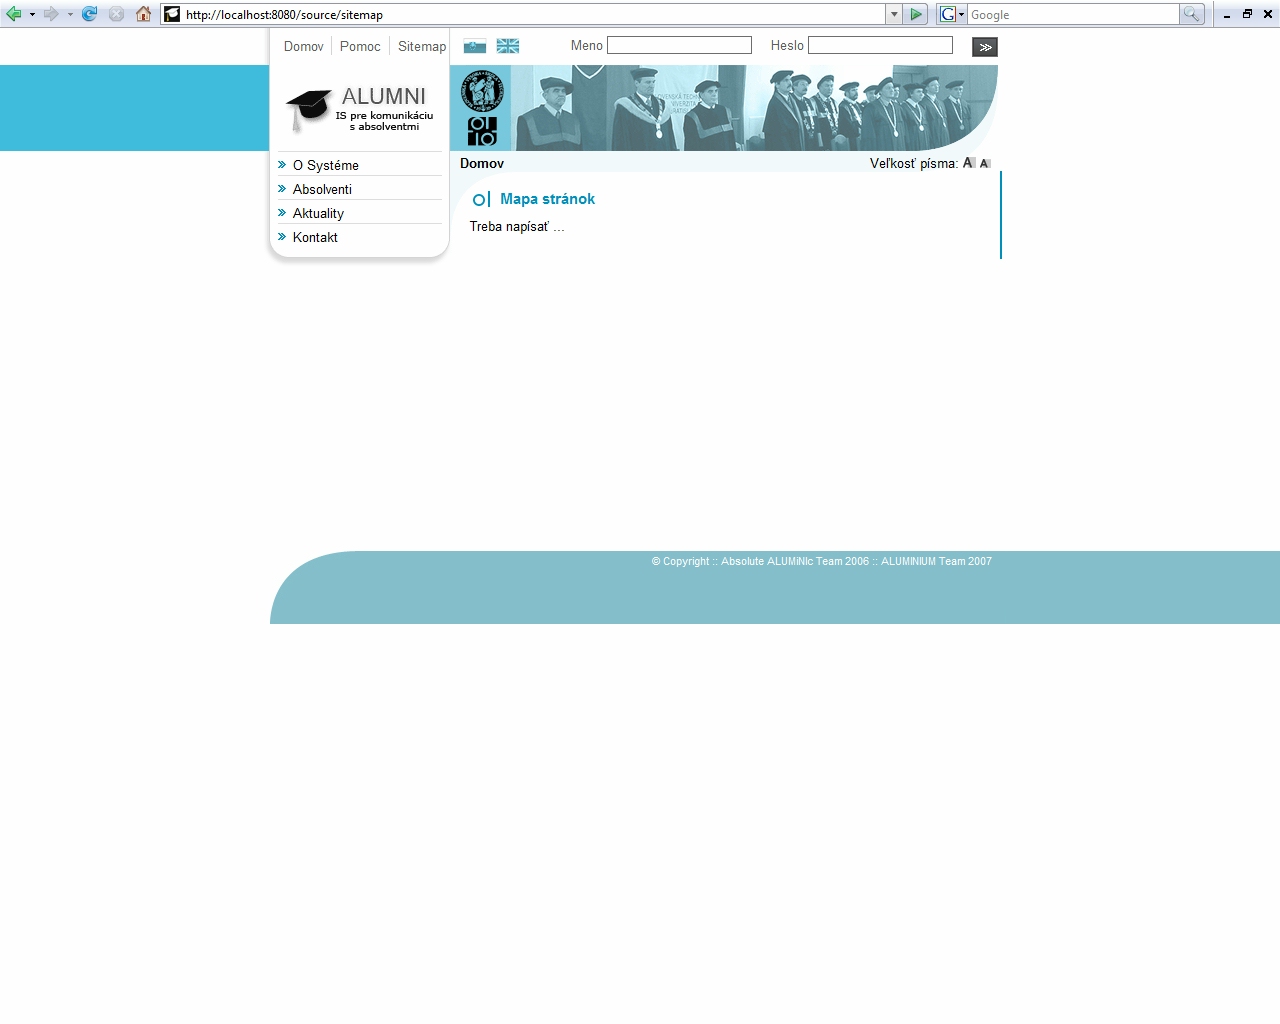 http://localhost:8080/source/sitemap
Google
Domov Pomoc Sitemap
Meno
Heslo
ALUMNI
IS pre komunikáciu
s absolventmi
O Systéme
Absolventi
Aktuality
Kontakt
Domov
Veľkosť písma: A A
Mapa stránok
Treba napísať ...
© Copyright :: Absolute ALUMiNIc Team 2006 :: ALUMINIUM Team 2007